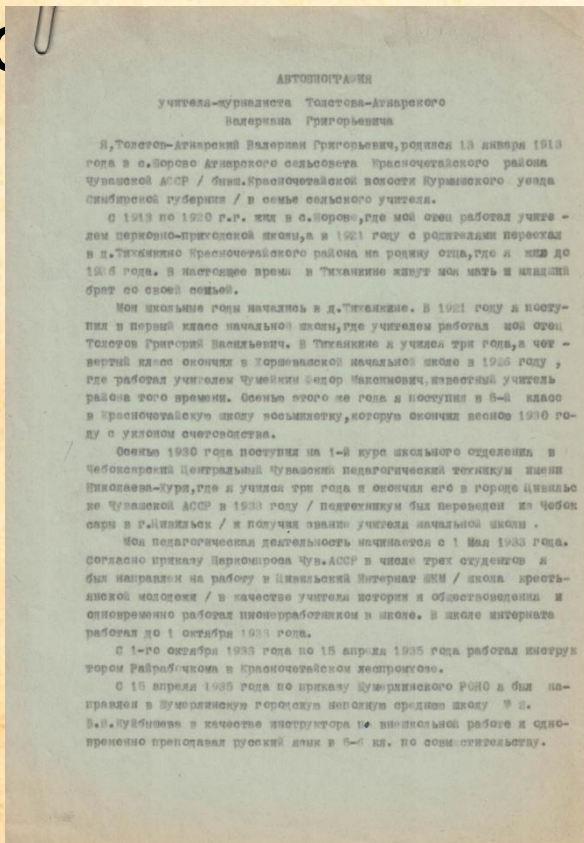 АВТОБИОГРАФИЯ
учителя-журналиста Толстова-Атнарского
Валериана Григорьевича
Я,Толстов-Атнарский Валериан Григорьевич,родился 13 января 1913
года в с.Шорово Атнарского сельсовета Красночетайского района
Чувашской АССР / бывш.Красночетайской волости Курмышского уезда
Симбирской губернии / в семье сельского учителя.
С 1913 по 1920 г.г. жил в с.Шорове,где мой отец работал учите -
лем церковно-приходской школы,а в 1921 году с родителями переехал
в д.Тиханкино Красночетайского района на родину отца,где я жил до
года. В настоящее время в Тиханкине живут моя мать и младший
брат со своей семьей.
Мои школьные годы начались в д.Тиханкине. В 1921 году я посту-
пил в первый класс начальной школы,где учителем работал мой отец
Толстов Григорий Васильевич. В Тиханкине я учился три года,а чет -
вертый класс окончил в Хоршевашской начальной школе в 1925 году ,
где работал учителем Чумейкин Федор Максимович,известный учитель
района того времени. Осенью этого же года я поступил в 5-й класс
в Красночетайскую школу восьмилетку,которую окончил весной 1930 го-
ду с уклоном счетоводства.
Осенью 1930 года поступил на 1-й курс школьного отделения в
Чебоксарский Центральный Чувашский педагогический техникум имени
Николаева-Хури,где я учился три года и окончил его в городе Цивильс
ке Чувашской АССР в 1933 году / педтехникум был переведен из Чебок
сары в г.Цивильск / и получил звание учителя начальной школы .
Моя педагогическая деятельность начинается с 1 Мая 1933 года.
Согласно приказу Наркомпроса Чув.АССР в числе трех студентов я
был направлен на работу в Цивильский Интернат ШКМ / школа кресть-
янской молодежи / в качестве учителя истории и обществоведения и
одновременно работал пионерработником в школе. В школе интерната
работал до 1 октября 1933 года.
С 1-го октября 1933 года по 15 апреля 1935 года работал инструк
тором Райрабочкома в Красночетайском леспромхозе.
С 15 апреля 1935 года по приказу Шумерлинского РОНО я был на-
правлен в Шумерлинскую городскую неполную среднюю школу № 2.
В.В.Куйбышева в качестве инструктора по внешкольной работе и одно-
временно преподавал русский язык в 5-6 кл. по совместительству.